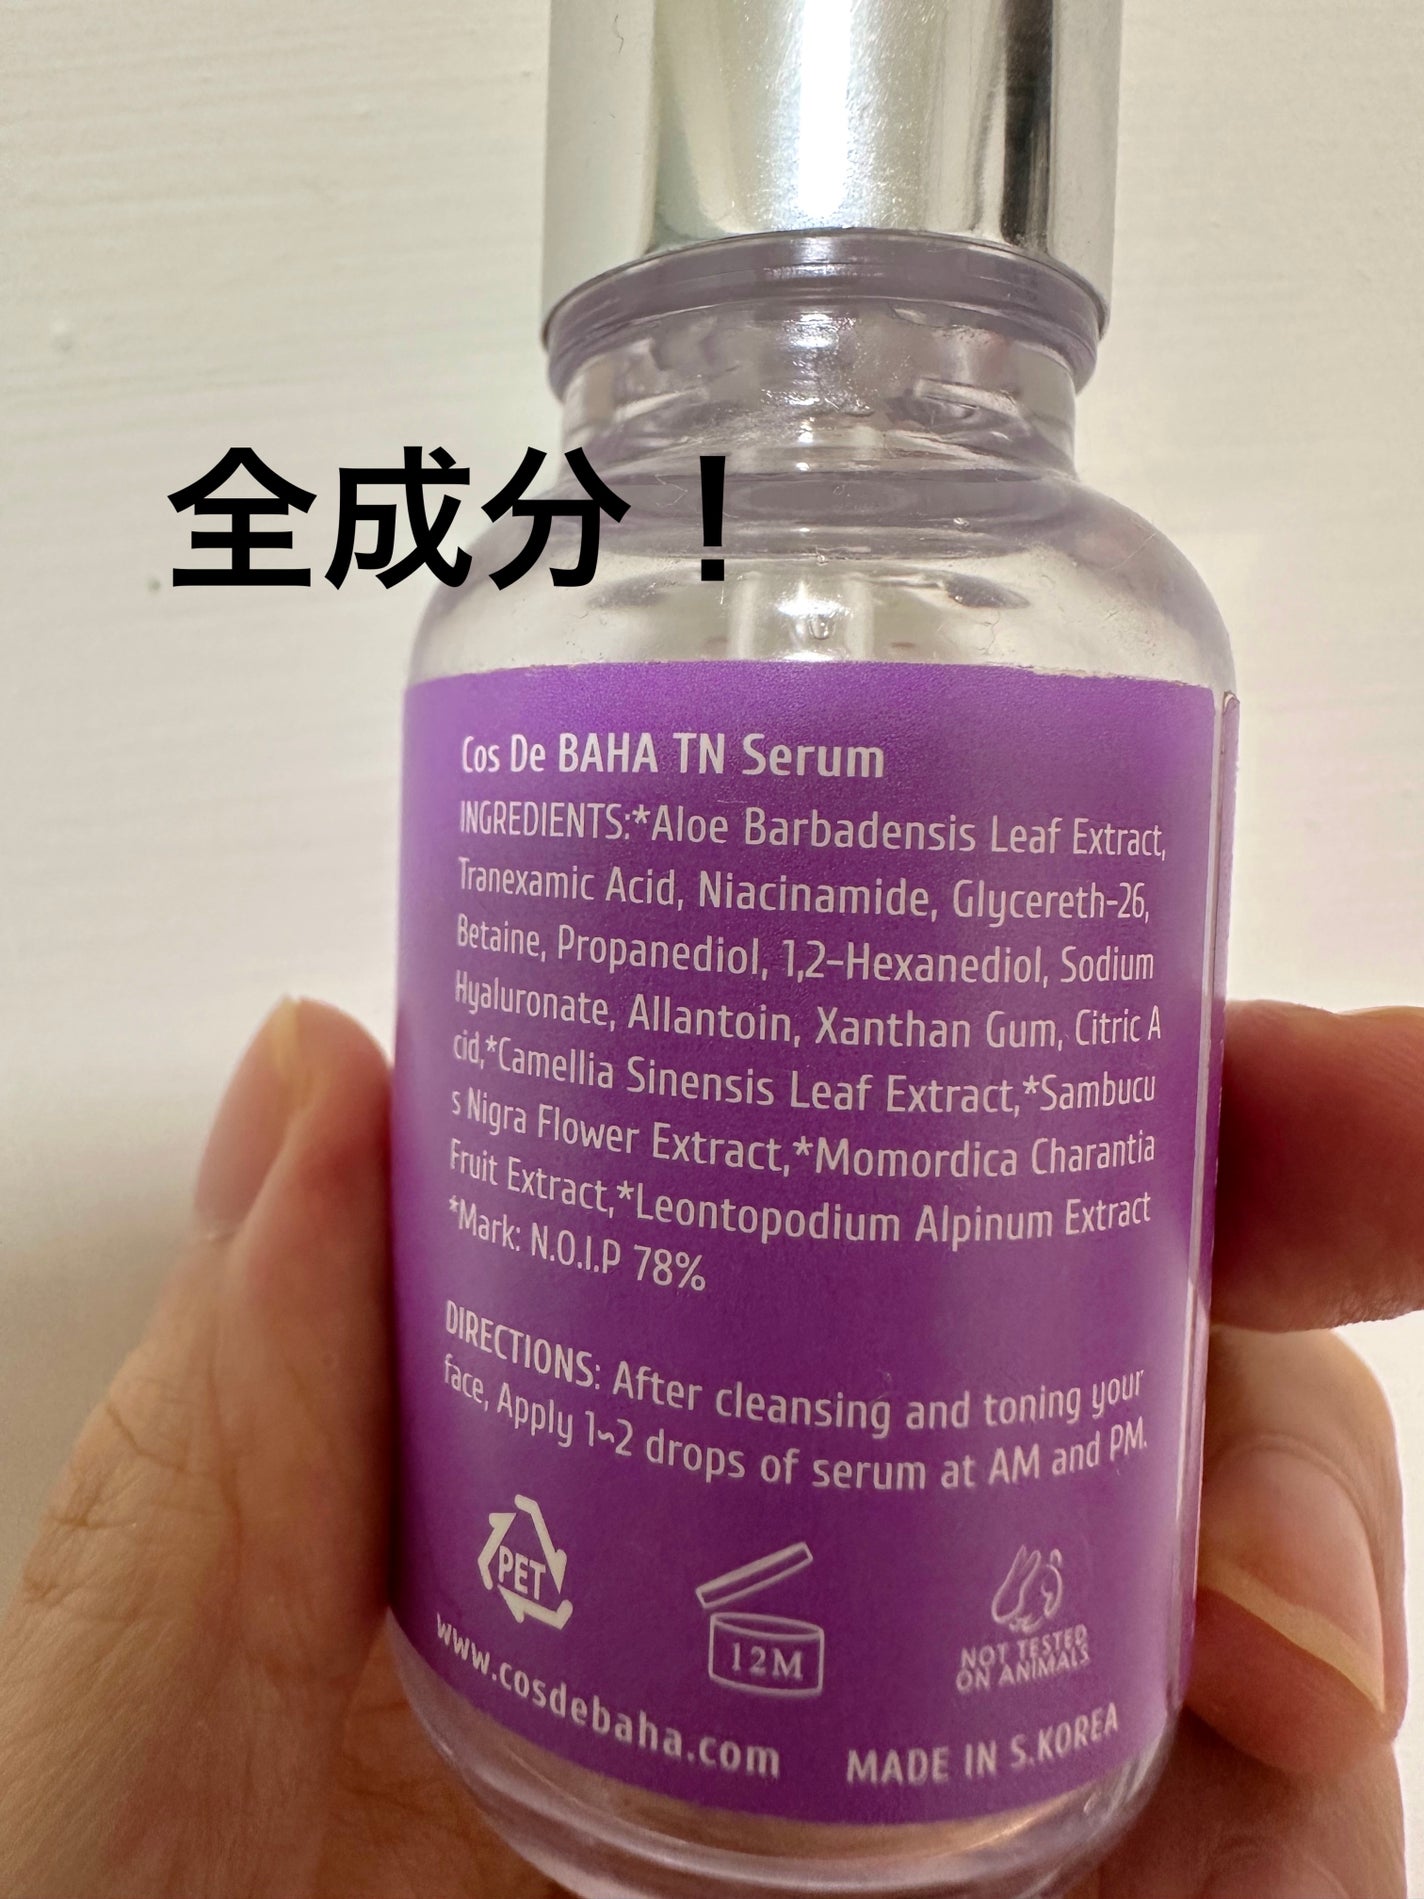 全成分！
Cos De BAHA TN Serum
INGREDIENTS:*Aloe Barbadensis Leaf Extract,
Tranexamic Acid, Niacinamide, Glycereth-26,
Betaine, Propanediol, 1,2-Hexanediol, Sodium
Hyaluronate, Allantoin, Xanthan Gum, Citric A
cid,*Camellia Sinensis Leaf Extract,*Sambucu
s Nigra Flower Extract,*Momordica Charantia
Fruit Extract,*Leontopodium Alpinum Extract
*Mark: N.O.I.P 78%
DIRECTIONS: After cleansing and toning your
face, Apply 1~2 drops of serum at AM and PM.
PET
12M
NOT TESTED
ON ANIMALS
www.cosdebaha.com
MADE IN S.KOREA